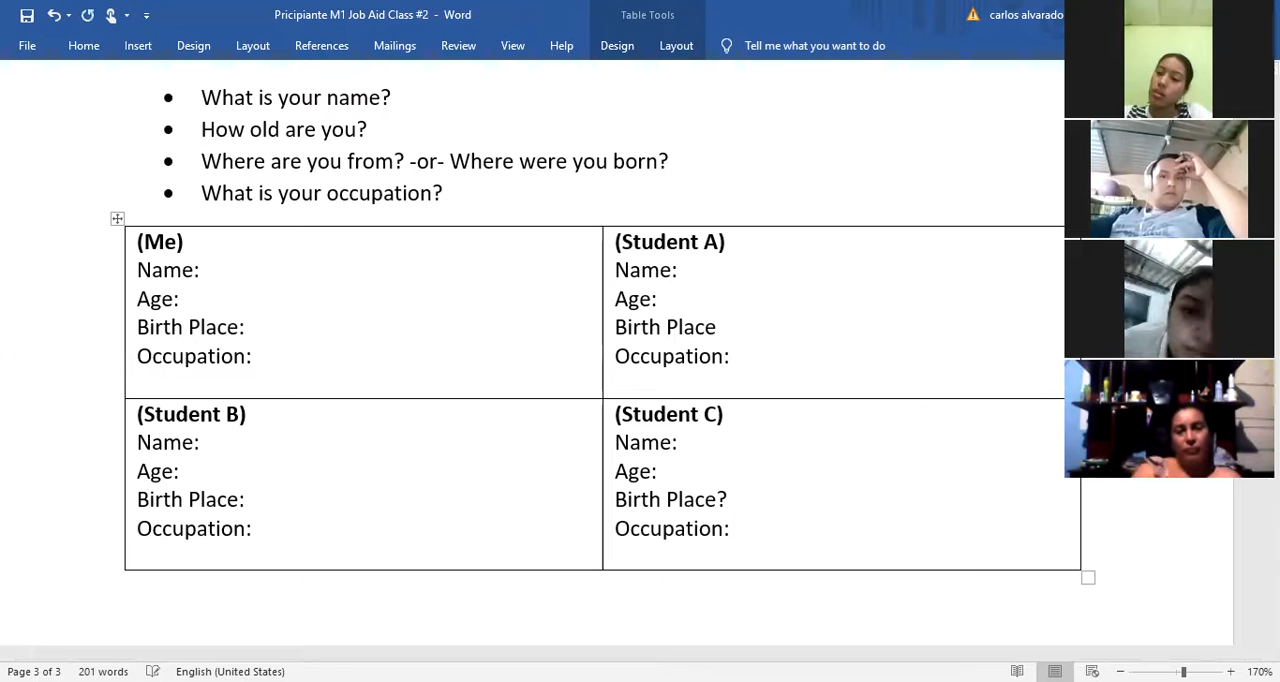 Pricipiante M1 Job Aid Class #2 - Word
Table Tools
carlos alvarado
File Home Insert Design Layout References Mailings Review View Help Design Layout Tell me what you want to do
• What is your name?
• How old are you?
• Where are you from? -or- Where were you born?
• What is your occupation?
(Me)
Name:
Age:
Birth Place:
Occupation:
(Student A)
Name:
Age:
Birth Place
Occupation:
(Student B)
Name:
Age:
Birth Place:
Occupation:
(Student C)
Name:
Age:
Birth Place?
Occupation:
Page 3 of 3 201 words English (United States) 170%